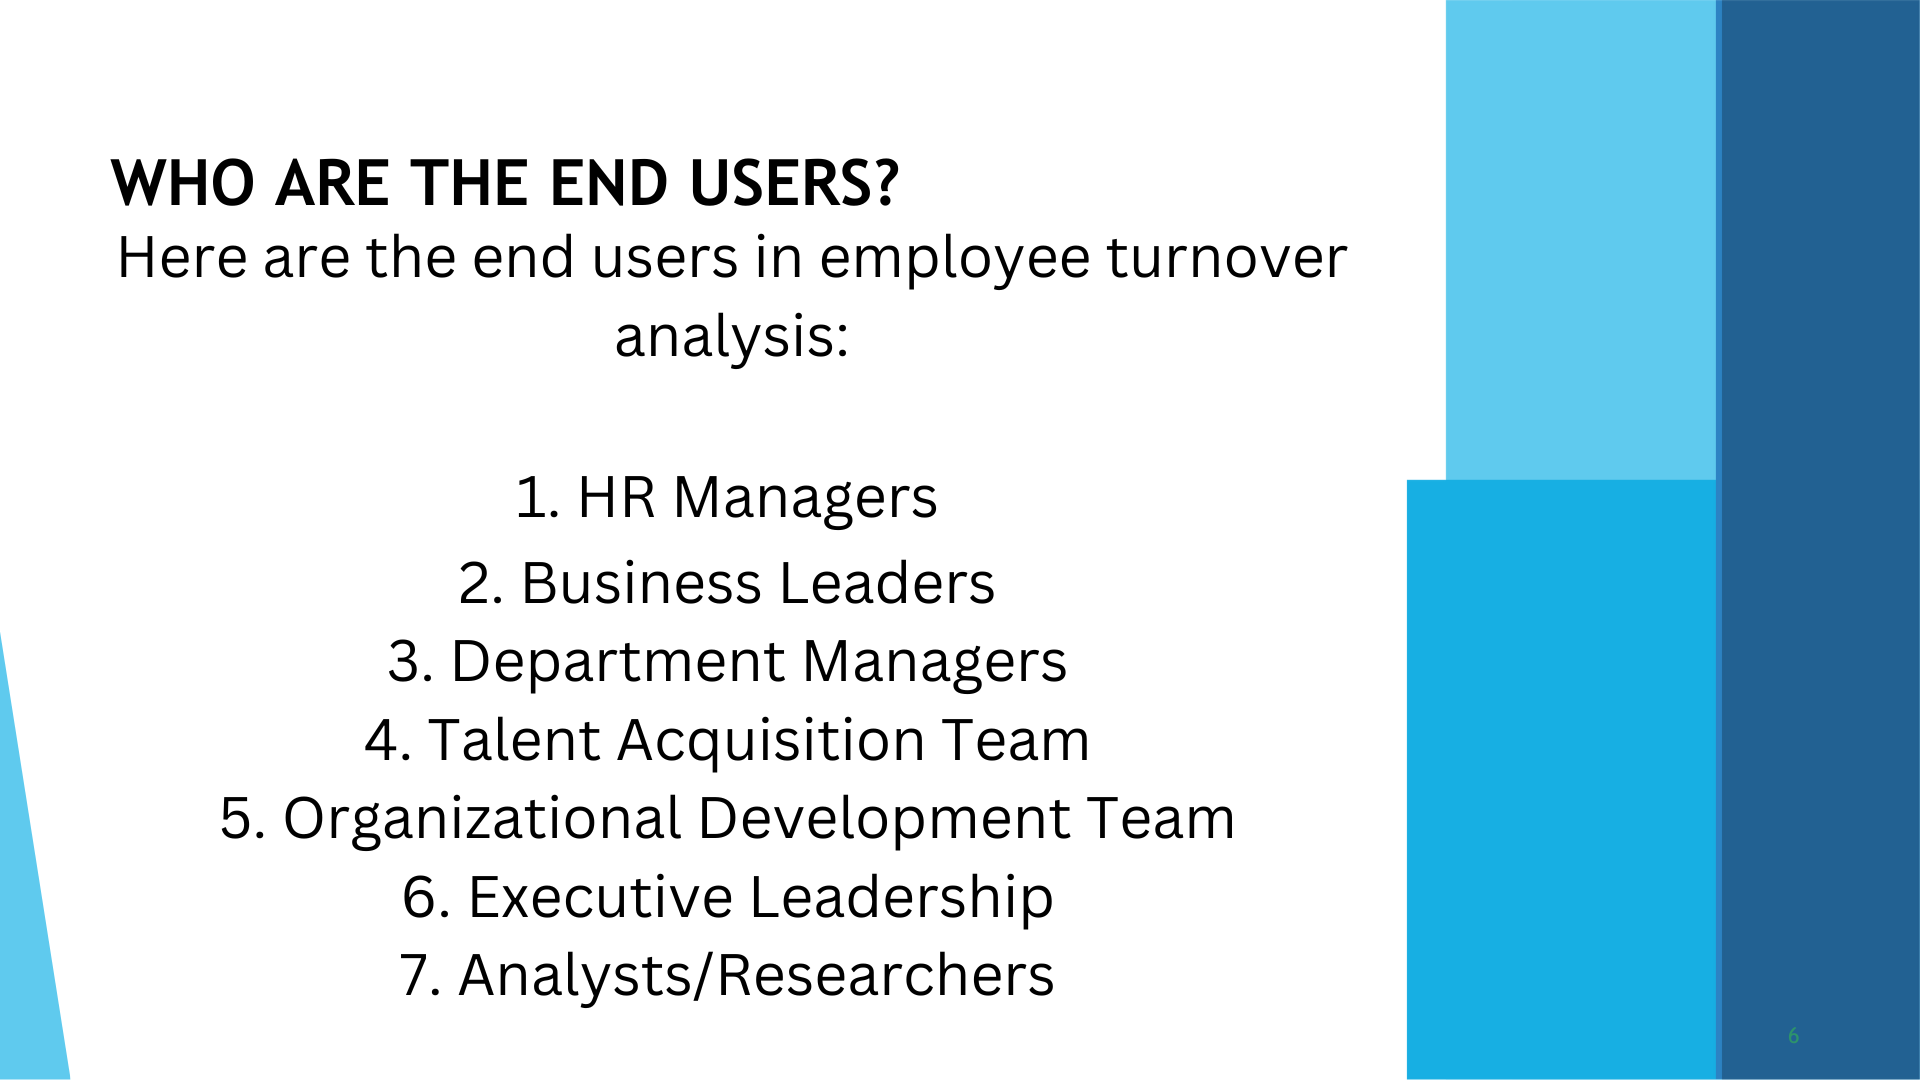 WHO ARE THE END USERS?
Here are the end users in employee turnover
analysis:
1. HR Managers
2. Business Leaders
3. Department Managers
4. Talent Acquisition Team
5. Organizational Development Team
6. Executive Leadership
7. Analysts/Researchers
6